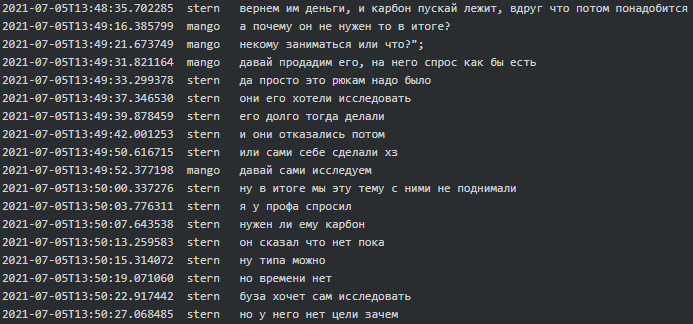 2021-07-05T13:48:35.702285 stern вернем им деньги, и карбон пускай лежит, вдруг что потом понадобится
2021-07-05T13:49:16.385799 mango а почему он не нужен то в итоге?
2021-07-05T13:49:21.673749 mango некому заниматься или что?";
2021-07-05T13:49:31.821164 mango давай продадим его, на него спрос как бы есть
2021-07-05T13:49:33.299378 stern да просто это рюкам надо было
2021-07-05T13:49:37.346530 stern они его хотели исследовать
2021-07-05T13:49:39.878459 stern его долго тогда делали
2021-07-05T13:49:42.001253 stern и они отказались потом
2021-07-05T13:49:50.616715 stern или сами себе сделали хз
2021-07-05T13:49:52.377198 mango давай сами исследуем
2021-07-05T13:50:00.337276 stern ну в итоге мы эту тему с ними не поднимали
2021-07-05T13:50:03.776311 stern я у профа спросил
2021-07-05T13:50:07.643538 stern нужен ли ему карбон
2021-07-05T13:50:13.259583 stern он сказал что нет пока
2021-07-05T13:50:15.314072 stern ну типа можно
2021-07-05T13:50:19.071060 stern но времени нет
2021-07-05T13:50:22.917442 stern буза хочет сам исследовать
2021-07-05T13:50:27.068485 stern но у него нет цели зачем